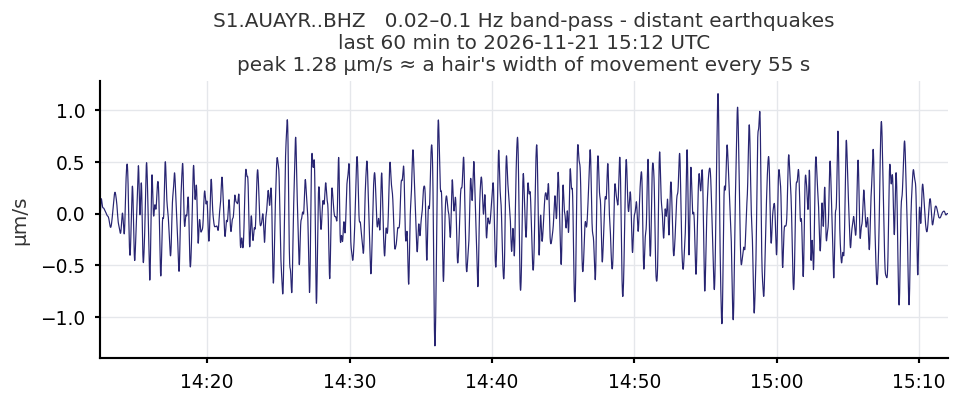 S1.AUAYR..BHZ   0.02–0.1 Hz band-pass - distant earthquakes
last 60 min to 2026-11-21 15:12 UTC
peak 1.28 µm/s ≈ a hair's width of movement every 55 s
1.0
0.5
0.0
−0.5
−1.0
µm/s
14:20 14:30 14:40 14:50 15:00 15:10